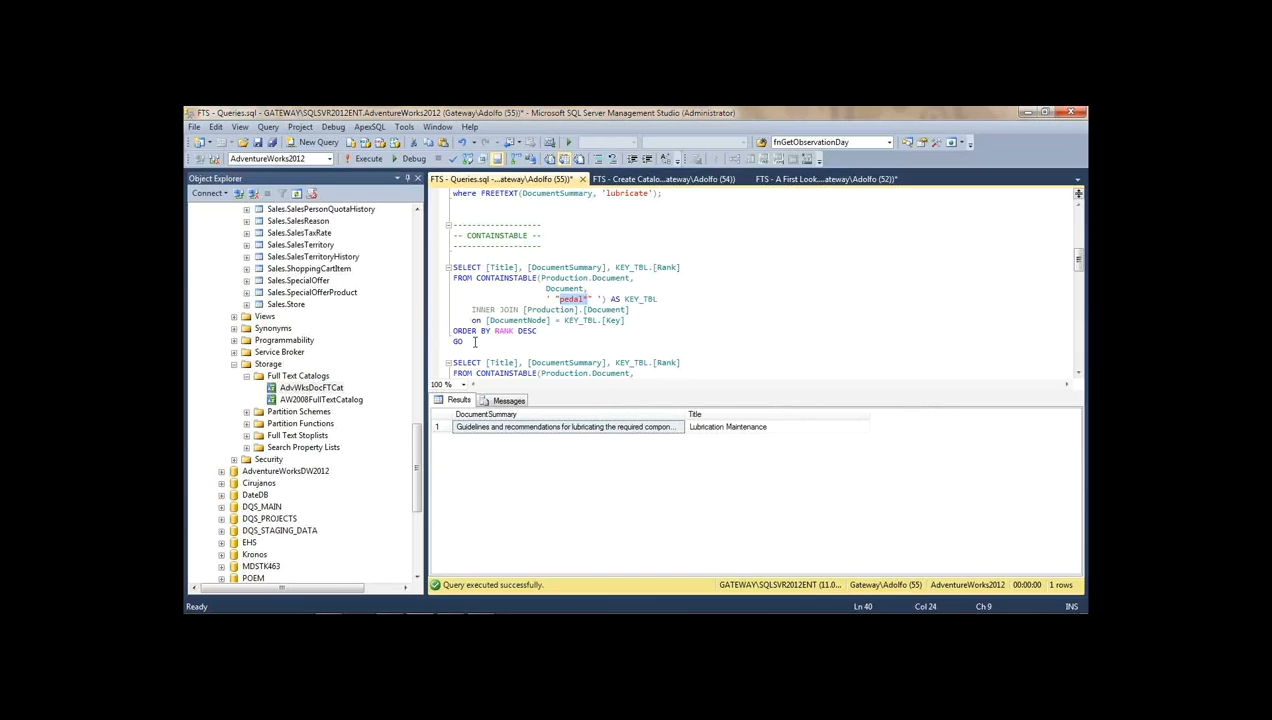 FTS - Queries.sql - GATEWAY\SQLSVR2012ENT.AdventureWorks2012 (Gateway\Adolfo (55))* - Microsoft SQL Server Management Studio (Administrator)
File Edit View Query Project Debug ApexSQL Tools Window Help
New Query fnGetObservationDay
AdventureWorks2012 Execute Debug
Object Explorer
Connect
Sales.SalesPersonQuotaHistory
Sales.SalesReason
Sales.SalesTaxRate
Sales.SalesTerritory
Sales.SalesTerritoryHistory
Sales.ShoppingCartItem
Sales.SpecialOffer
Sales.SpecialOfferProduct
Sales.Store
Views
Synonyms
Programmability
Service Broker
Storage
Full Text Catalogs
AdvWksDocFTCat
AW2008FullTextCatalog
Partition Schemes
Partition Functions
Full Text Stoplists
Search Property Lists
Security
AdventureWorksDW2012
Cirujanos
DateDB
DQS_MAIN
DQS_PROJECTS
DQS_STAGING_DATA
EHS
Kronos
MDSTK463
POEM
FTS - Queries.sql -...ateway\Adolfo (55))* FTS - Create Catalo...ateway\Adolfo (54)) FTS - A First Look....ateway\Adolfo (52))*
where FREETEXT(DocumentSummary, 'lubricate');
-------------------
-- CONTAINSTABLE --
-------------------
SELECT [Title], [DocumentSummary], KEY_TBL.[Rank]
FROM CONTAINSTABLE(Production.Document,
Document,
' "pedal*" ') AS KEY_TBL
INNER JOIN [Production].[Document]
on [DocumentNode] = KEY_TBL.[Key]
ORDER BY RANK DESC
GO
SELECT [Title], [DocumentSummary], KEY_TBL.[Rank]
FROM CONTAINSTABLE(Production.Document,
100 %
Results Messages
DocumentSummary Title
1 Guidelines and recommendations for lubricating the required compon... Lubrication Maintenance
Query executed successfully. GATEWAY\SQLSVR2012ENT (11.0... Gateway\Adolfo (55) AdventureWorks2012 00:00:00 1 rows
Ready Ln 40 Col 24 Ch 9 INS